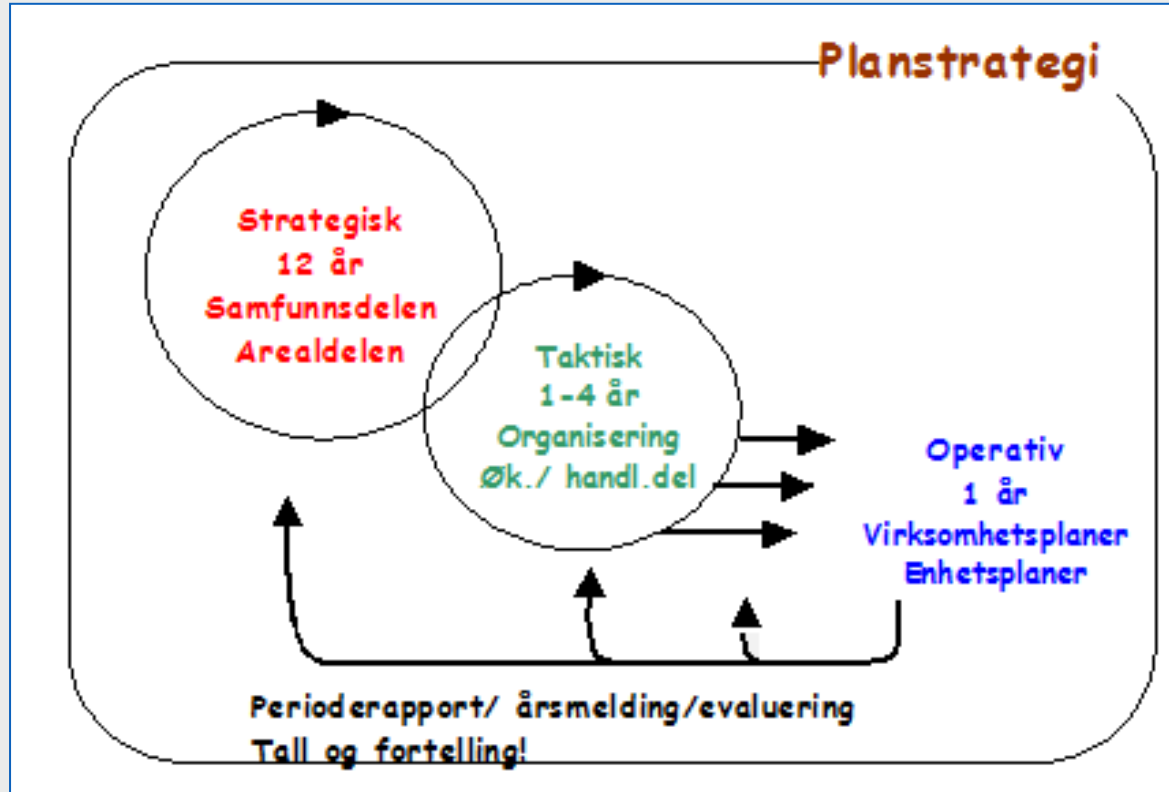 Planstrategi
Strategisk
12 år
Samfunnsdelen
Arealdelen
Taktisk
1-4 år
Organisering
Øk./ handl.del
Operativ
1 år
Virksomhetsplaner
Enhetsplaner
Perioderapport/ årsmelding/evaluering
Tall og fortelling!